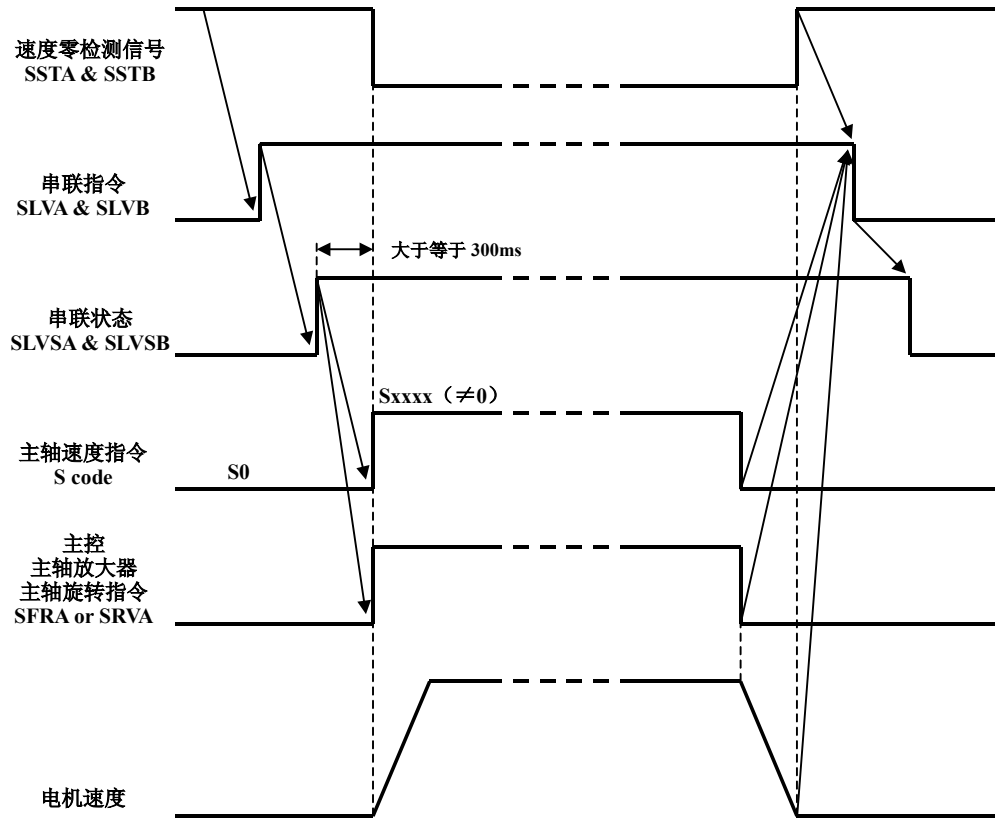 速度零检测信号
SSTA & SSTB
串联指令
SLVA & SLVB
大于等于 300ms
串联状态
SLVSA & SLVSB
Sxxxx（≠0）
主轴速度指令
S code
S0
主控
主轴放大器
主轴旋转指令
SFRA or SRVA
电机速度